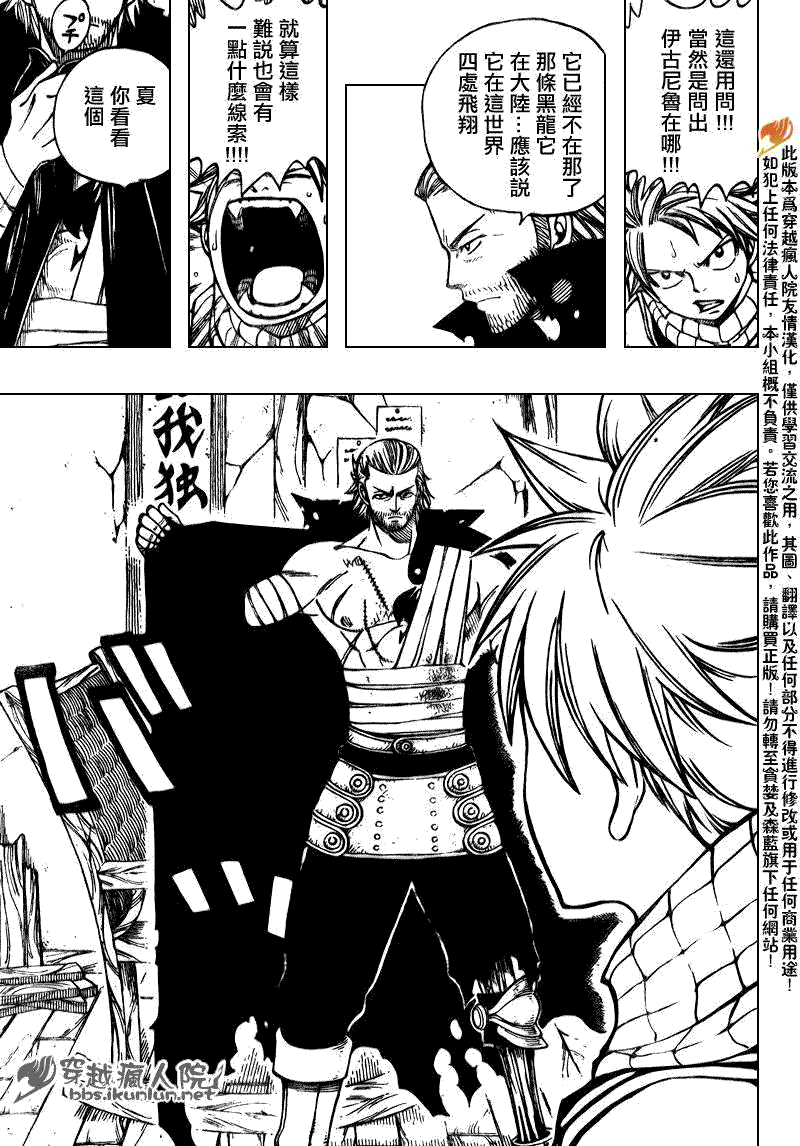 這還用問!!!
當然是問出
伊古尼魯在哪!!!
它已經不在那了
那條黑龍它
在大陸…應該說
它在這世界
四處飛翔
就算這樣
難説也會有
一點什麼線索!!!!
プチ
夏
你看看
這個
我独
此版本爲穿越瘋人院友情漢化，僅供學習交流之用，其圖、翻譯以及任何部分不得進行修改或用于任何商業用途！
如犯上任何法律責任，本小組概不負責。若您喜歡此作品，請購買正版！請勿轉至貪婪及森藍旗下任何網站！
穿越瘋人院
bbs.ikunlun.net